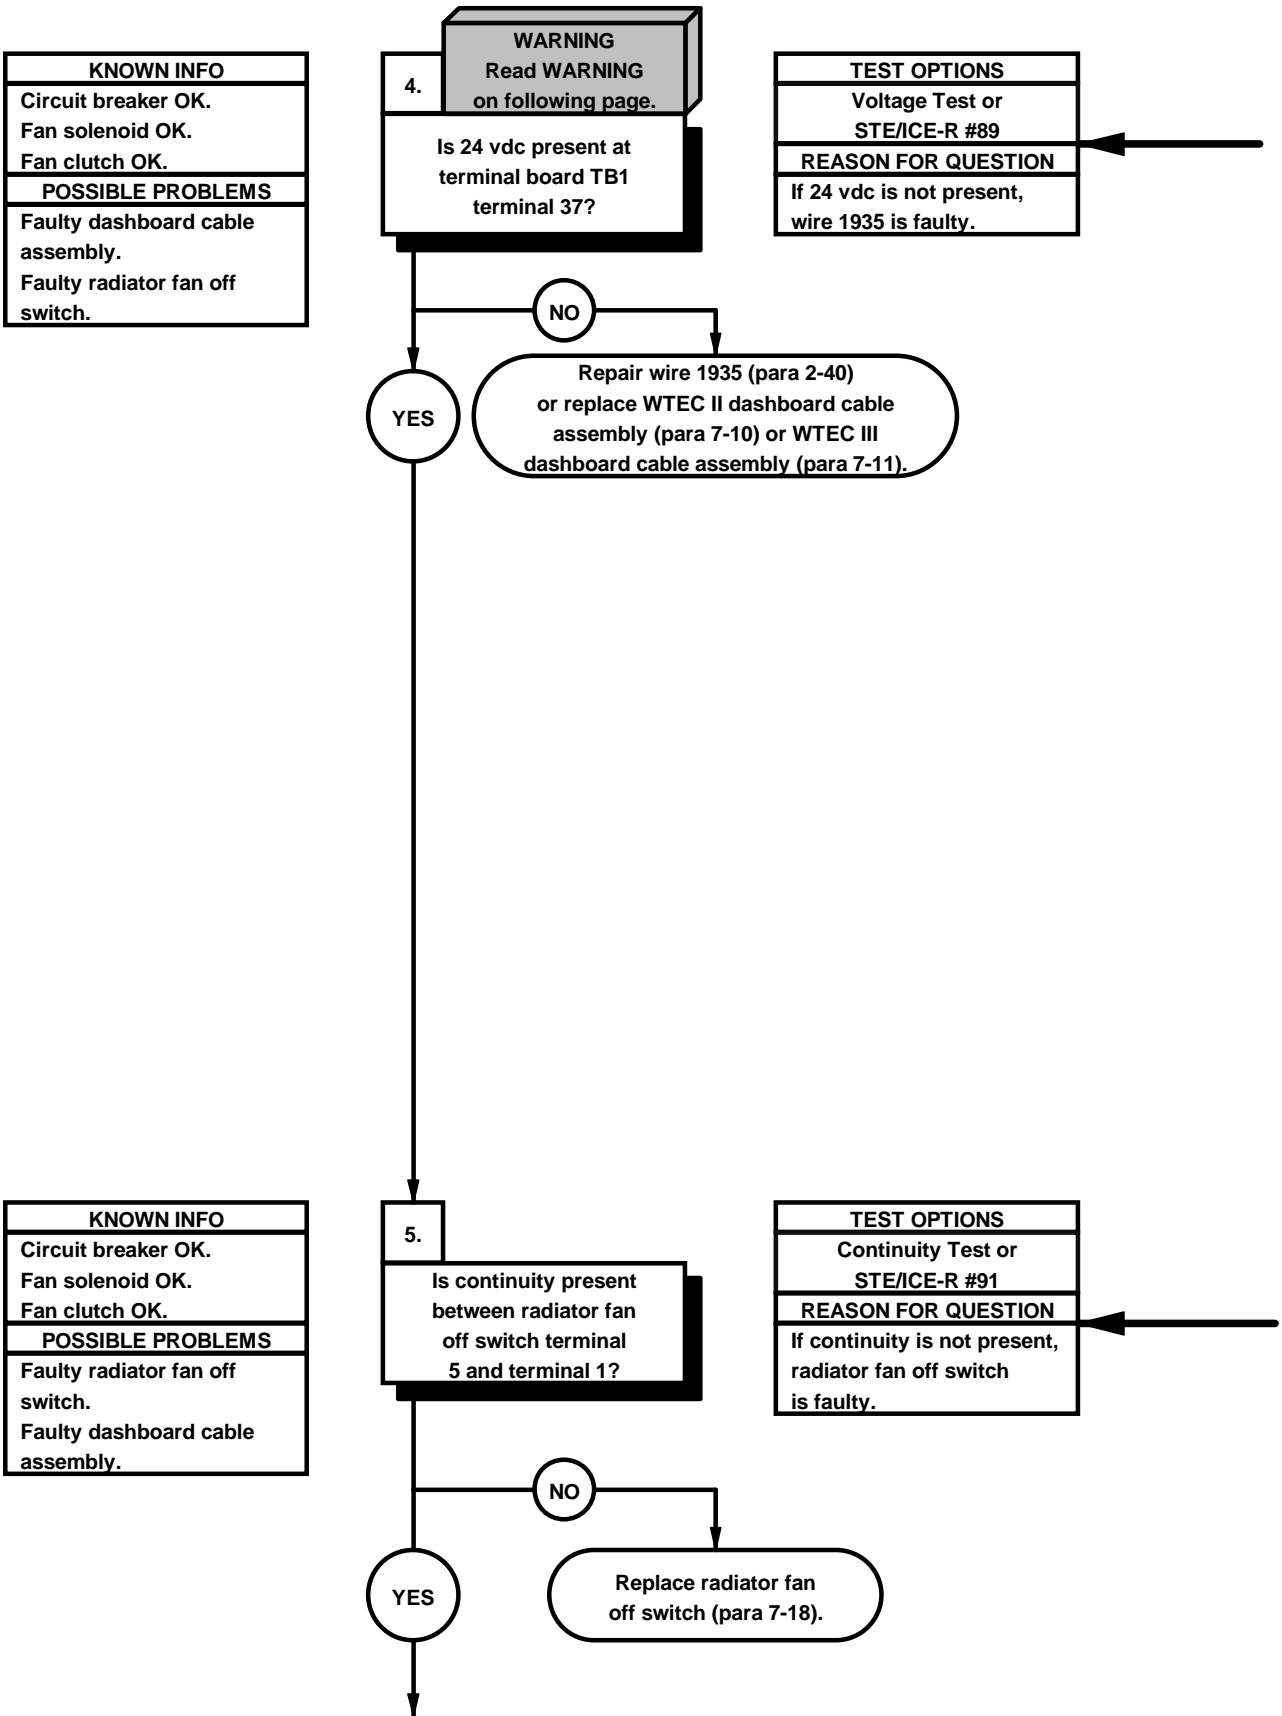 KNOWN INFO
Circuit breaker OK.
Fan solenoid OK.
Fan clutch OK.
POSSIBLE PROBLEMS
Faulty dashboard cable
assembly.
Faulty radiator fan off
switch.
WARNING
Read WARNING
on following page.
4.
Is 24 vdc present at
terminal board TB1
terminal 37?
TEST OPTIONS
Voltage Test or
STE/ICE-R #89
REASON FOR QUESTION
If 24 vdc is not present,
wire 1935 is faulty.
NO
YES
Repair wire 1935 (para 2-40)
or replace WTEC II dashboard cable
assembly (para 7-10) or WTEC III
dashboard cable assembly (para 7-11).
KNOWN INFO
Circuit breaker OK.
Fan solenoid OK.
Fan clutch OK.
POSSIBLE PROBLEMS
Faulty radiator fan off
switch.
Faulty dashboard cable
assembly.
5.
Is continuity present
between radiator fan
off switch terminal
5 and terminal 1?
TEST OPTIONS
Continuity Test or
STE/ICE-R #91
REASON FOR QUESTION
If continuity is not present,
radiator fan off switch
is faulty.
NO
YES
Replace radiator fan
off switch (para 7-18).